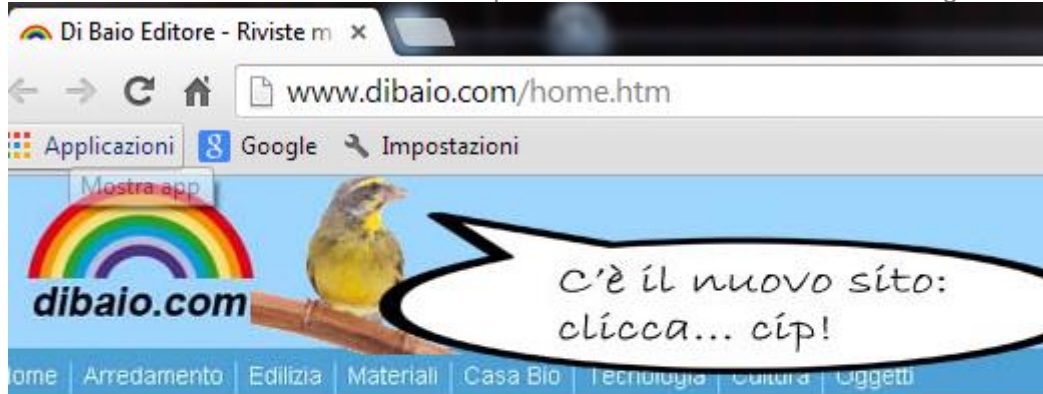 Di Baio Editore - Riviste m
www.dibaio.com/home.htm
Applicazioni Google Impostazioni
Mostra app
dibaio.com
C'è il nuovo sito:
clicca... cip!
ome Arredamento Edilizia Materiali Casa Bio Tecnologia Cultura Oggetti